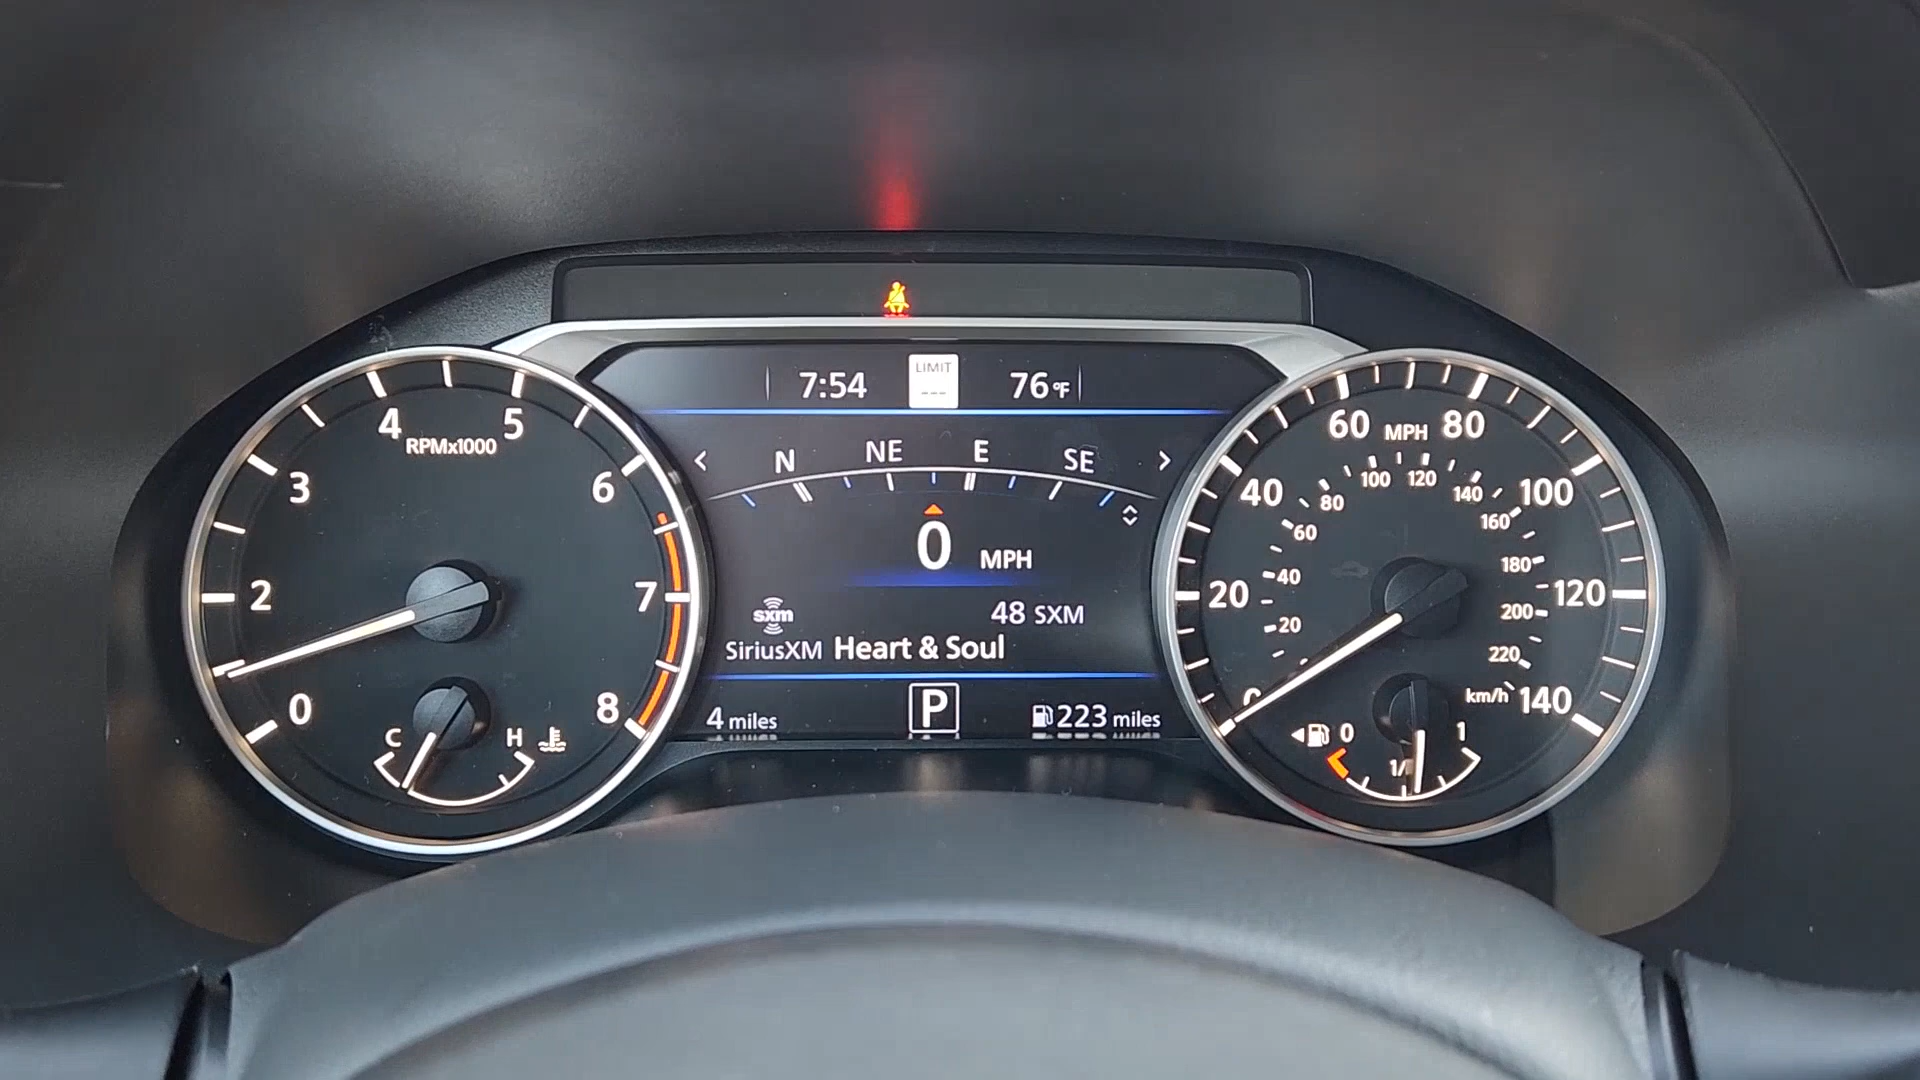 7:54
LIMIT
---
76°F
< N NE E SE >
0 MPH
sxm
48 SXM
SiriusXM Heart & Soul
4 miles
P
223 miles
RPMx1000
0
2
3
4
5
6
7
8
C H
MPH
0
20
40
60
80
100
120
140
20
40
60
80
100
120
140
160
180
200
220
km/h
0 1